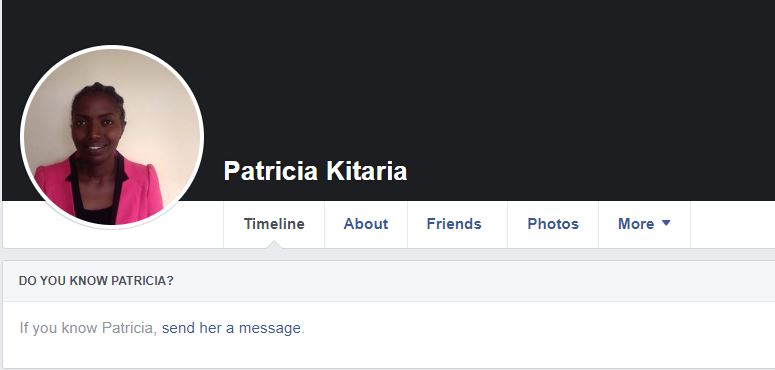 Patricia Kitaria
Timeline About Friends Photos More
DO YOU KNOW PATRICIA?
If you know Patricia, send her a message.